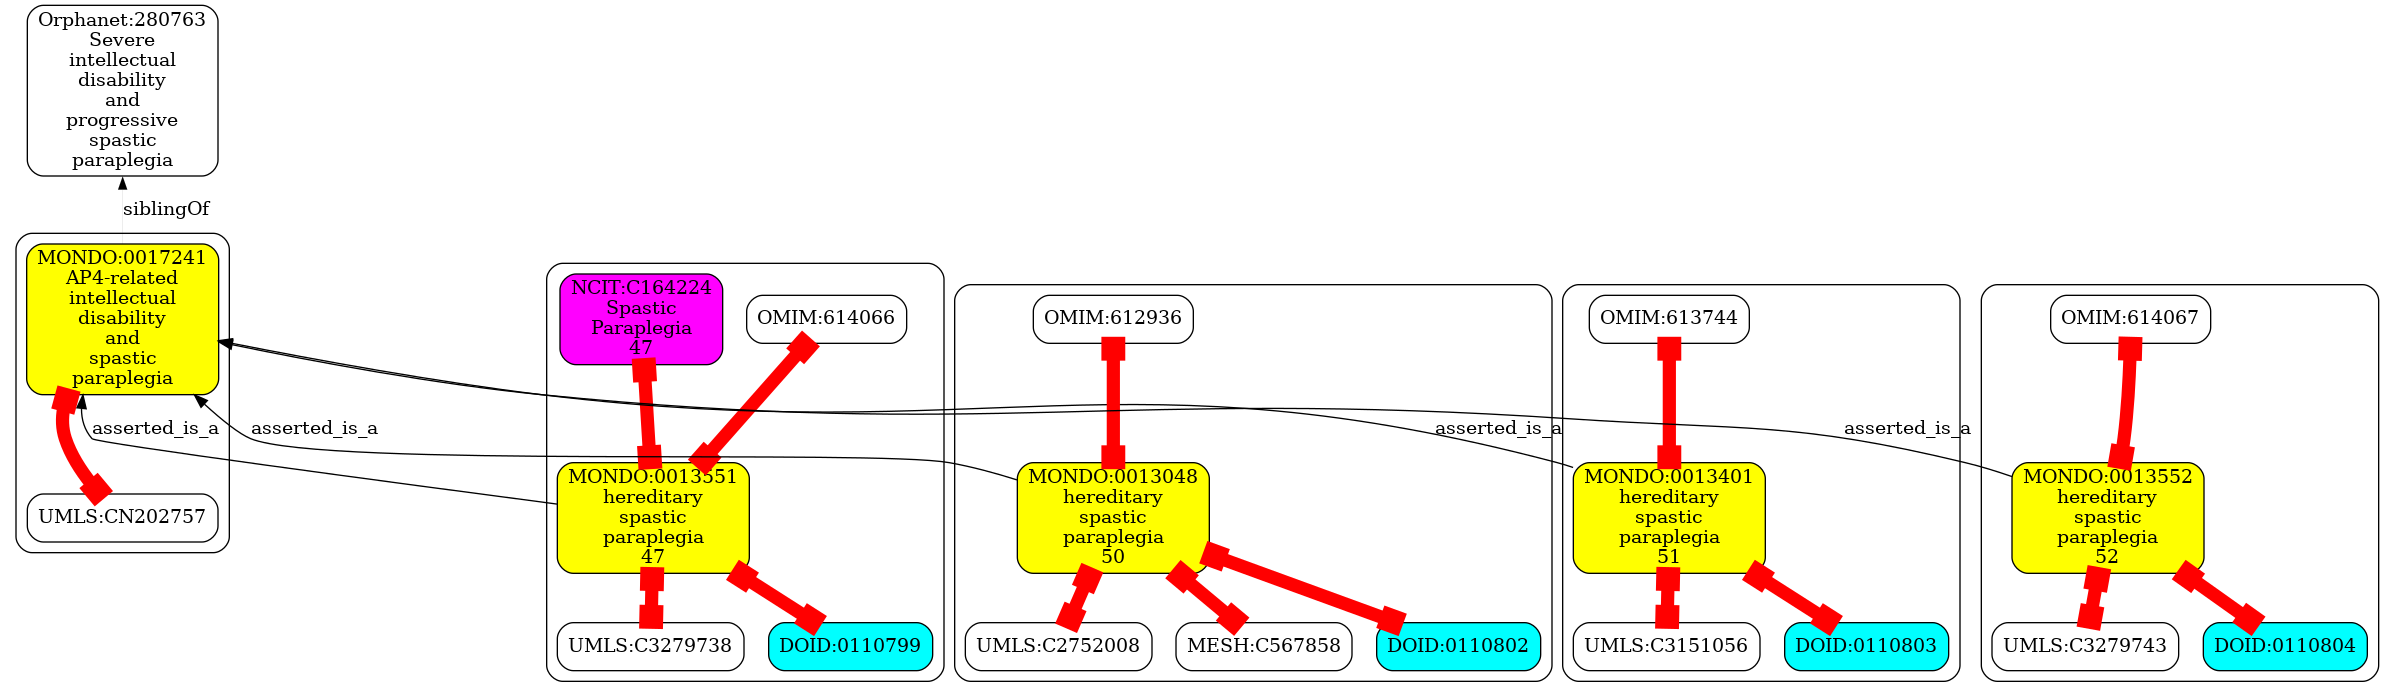 Orphanet:280763
Severe
intellectual
disability
and
progressive
spastic
paraplegia
siblingOf
MONDO:0017241
AP4-related
intellectual
disability
and
spastic
paraplegia
asserted_is_a
asserted_is_a
UMLS:CN202757
NCIT:C164224
Spastic
Paraplegia
47
OMIM:614066
MONDO:0013551
hereditary
spastic
paraplegia
47
UMLS:C3279738
DOID:0110799
OMIM:612936
MONDO:0013048
hereditary
spastic
paraplegia
50
UMLS:C2752008
MESH:C567858
DOID:0110802
asserted_is_a
OMIM:613744
MONDO:0013401
hereditary
spastic
paraplegia
51
UMLS:C3151056
DOID:0110803
asserted_is_a
OMIM:614067
MONDO:0013552
hereditary
spastic
paraplegia
52
UMLS:C3279743
DOID:0110804